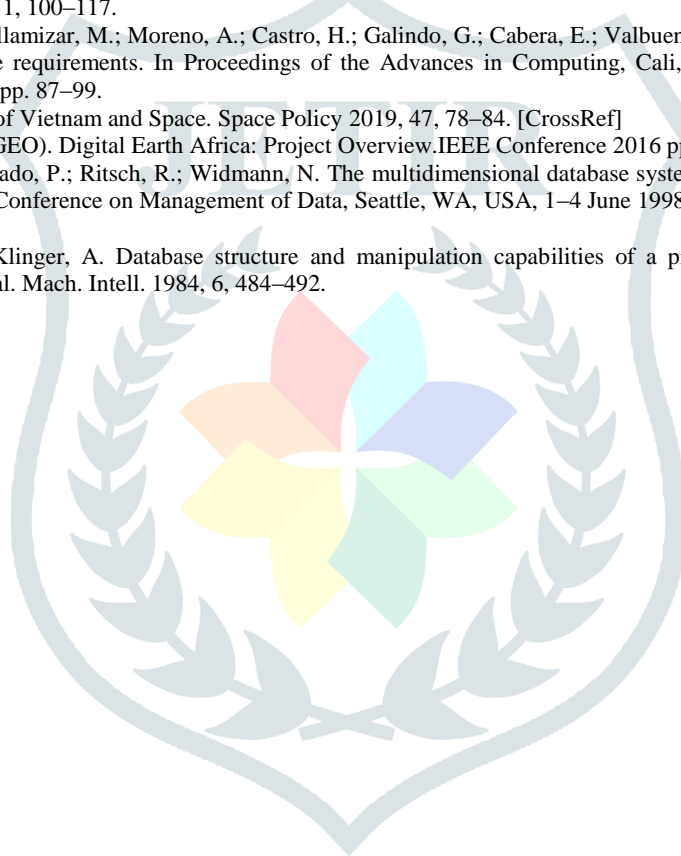 1, 100–117.
llamizar, M.; Moreno, A.; Castro, H.; Galindo, G.; Cabera, E.; Valbuen
e requirements. In Proceedings of the Advances in Computing, Cali,
pp. 87–99.
of Vietnam and Space. Space Policy 2019, 47, 78–84. [CrossRef]
GEO). Digital Earth Africa: Project Overview.IEEE Conference 2016 p
JETIR
ado, P.; Ritsch, R.; Widmann, N. The multidimensional database syste
Conference on Management of Data, Seattle, WA, USA, 1–4 June 1998
Klinger, A. Database structure and manipulation capabilities of a p
al. Mach. Intell. 1984, 6, 484–492.